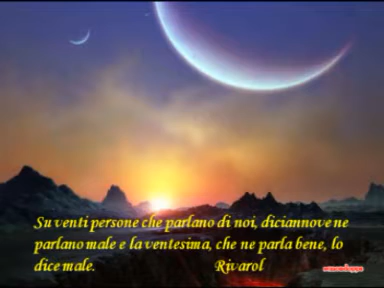 Su venti persone che parlano di noi, diciannove ne
parlano male e la ventesima, che ne parla bene, lo
dice male. Rivarol